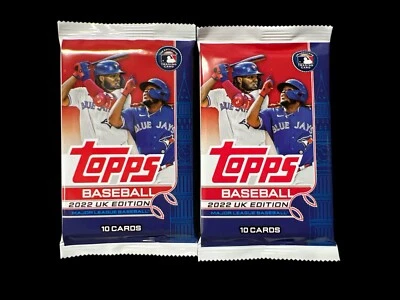 BLUE JAYS
topps
BASEBALL
2022 UK EDITION
MAJOR LEAGUE BASEBALL
10 CARDS
BLUE JAYS
topps
BASEBALL
2022 UK EDITION
MAJOR LEAGUE BASEBALL
10 CARDS